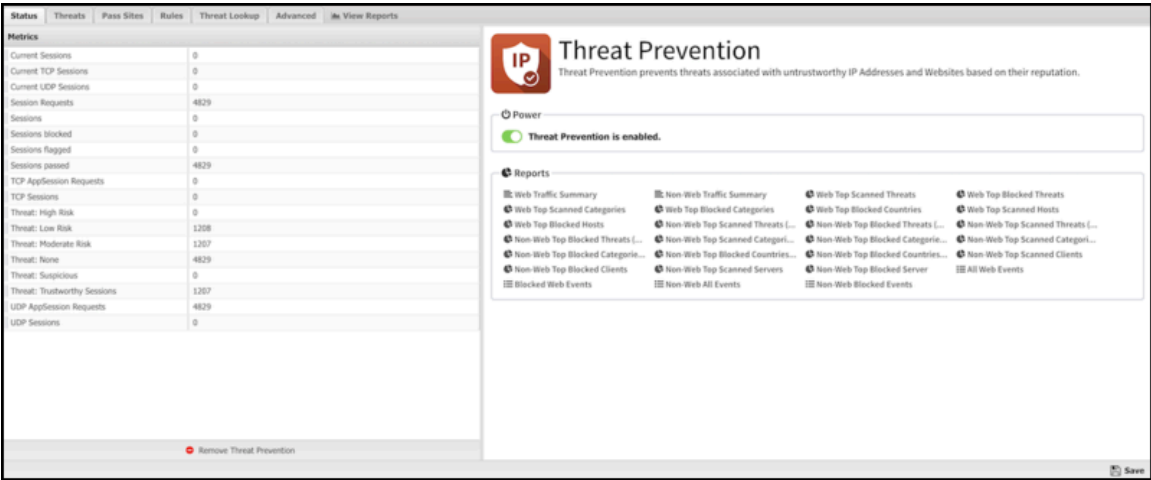 Status Threats Pass Sites Rules Threat Lookup Advanced View Reports
Metrics
Current Sessions 0
Current TCP Sessions 0
Current UDP Sessions 0
Session Requests 4829
Sessions 0
Sessions blocked 0
Sessions flagged 0
Sessions passed 4829
TCP AppSession Requests 0
TCP Sessions 0
Threat: High Risk 0
Threat: Low Risk 1208
Threat: Moderate Risk 1207
Threat: None 4829
Threat: Suspicious 0
Threat: Trustworthy Sessions 1207
UDP AppSession Requests 4829
UDP Sessions 0
Remove Threat Prevention
IP
Threat Prevention
Threat Prevention prevents threats associated with untrustworthy IP Addresses and Websites based on their reputation.
Power
Threat Prevention is enabled.
Reports
Web Traffic Summary Non-Web Traffic Summary Web Top Scanned Threats Web Top Blocked Threats
Web Top Scanned Categories Web Top Blocked Categories Web Top Blocked Countries Web Top Scanned Hosts
Web Top Blocked Hosts Non-Web Top Scanned Threats (... Non-Web Top Blocked Threats (... Non-Web Top Scanned Threats (...
Non-Web Top Blocked Threats (... Non-Web Top Scanned Categori... Non-Web Top Blocked Categorie... Non-Web Top Scanned Categori...
Non-Web Top Blocked Categorie... Non-Web Top Blocked Countries... Non-Web Top Blocked Countries... Non-Web Top Scanned Clients
Non-Web Top Blocked Clients Non-Web Top Scanned Servers Non-Web Top Blocked Server All Web Events
Blocked Web Events Non-Web All Events Non-Web Blocked Events
Save